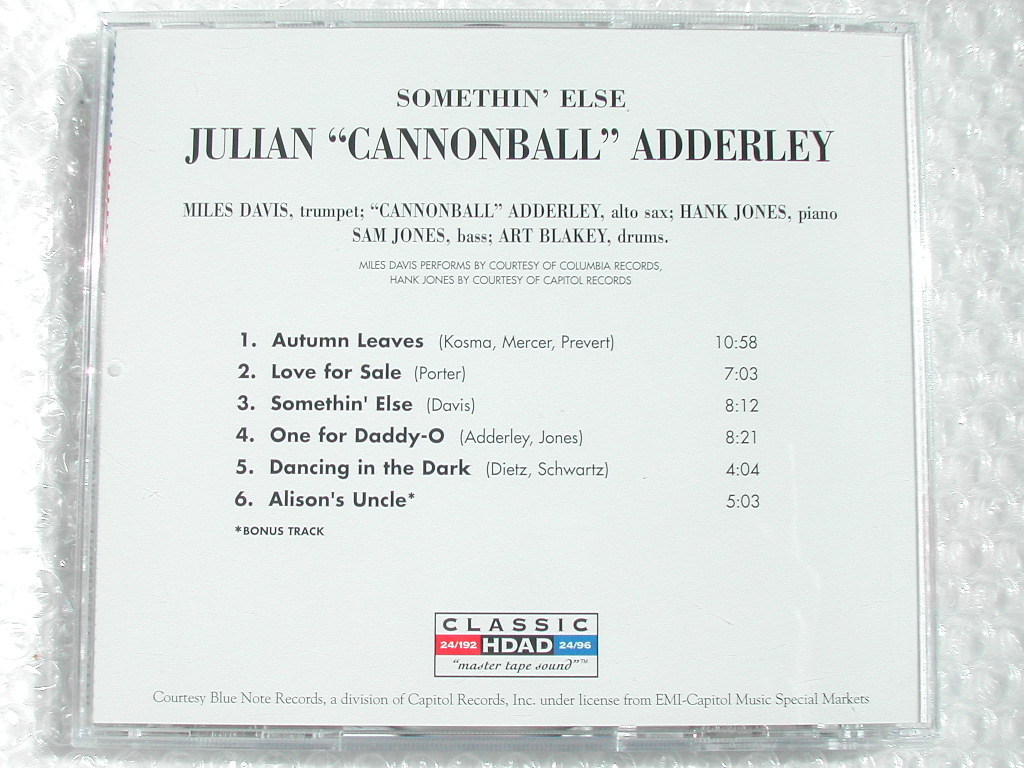 SOMETHIN' ELSE
JULIAN “CANNONBALL” ADDERLEY
MILES DAVIS, trumpet; “CANNONBALL” ADDERLEY, alto sax; HANK JONES, piano
SAM JONES, bass; ART BLAKEY, drums.
MILES DAVIS PERFORMS BY COURTESY OF COLUMBIA RECORDS,
HANK JONES BY COURTESY OF CAPITOL RECORDS
1. Autumn Leaves (Kosma, Mercer, Prevert) 10:58
2. Love for Sale (Porter) 7:03
3. Somethin' Else (Davis) 8:12
4. One for Daddy-O (Adderley, Jones) 8:21
5. Dancing in the Dark (Dietz, Schwartz) 4:04
6. Alison's Uncle* 5:03
*BONUS TRACK
CLASSIC
24/192 HDAD 24/96
“master tape sound”™
Courtesy Blue Note Records, a division of Capitol Records, Inc. under license from EMI-Capitol Music Special Markets